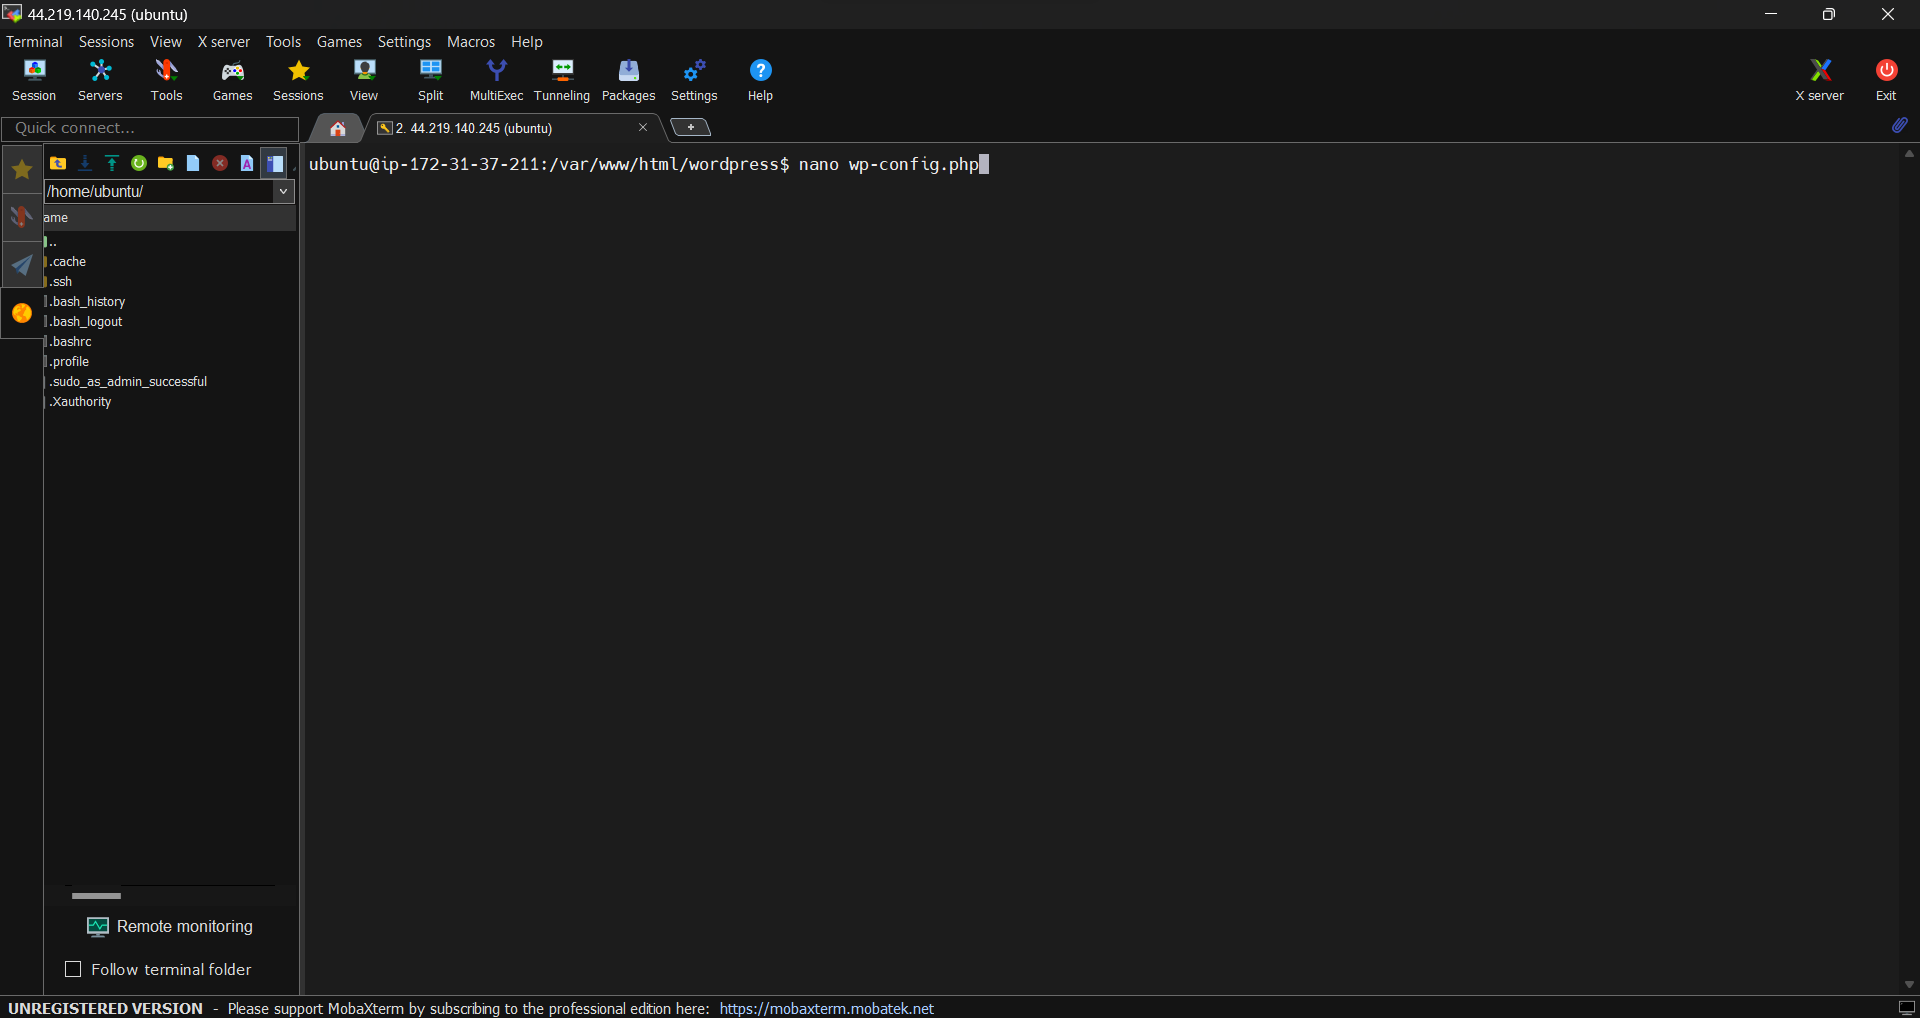 44.219.140.245 (ubuntu)
Terminal Sessions View X server Tools Games Settings Macros Help
Session Servers Tools Games Sessions View Split MultiExec Tunneling Packages Settings Help X server Exit
Quick connect...
2. 44.219.140.245 (ubuntu)
/home/ubuntu/
ame
..
.cache
.ssh
.bash_history
.bash_logout
.bashrc
.profile
.sudo_as_admin_successful
.Xauthority
ubuntu@ip-172-31-37-211:/var/www/html/wordpress$ nano wp-config.php
Remote monitoring
Follow terminal folder
UNREGISTERED VERSION - Please support MobaXterm by subscribing to the professional edition here: https://mobaxterm.mobatek.net